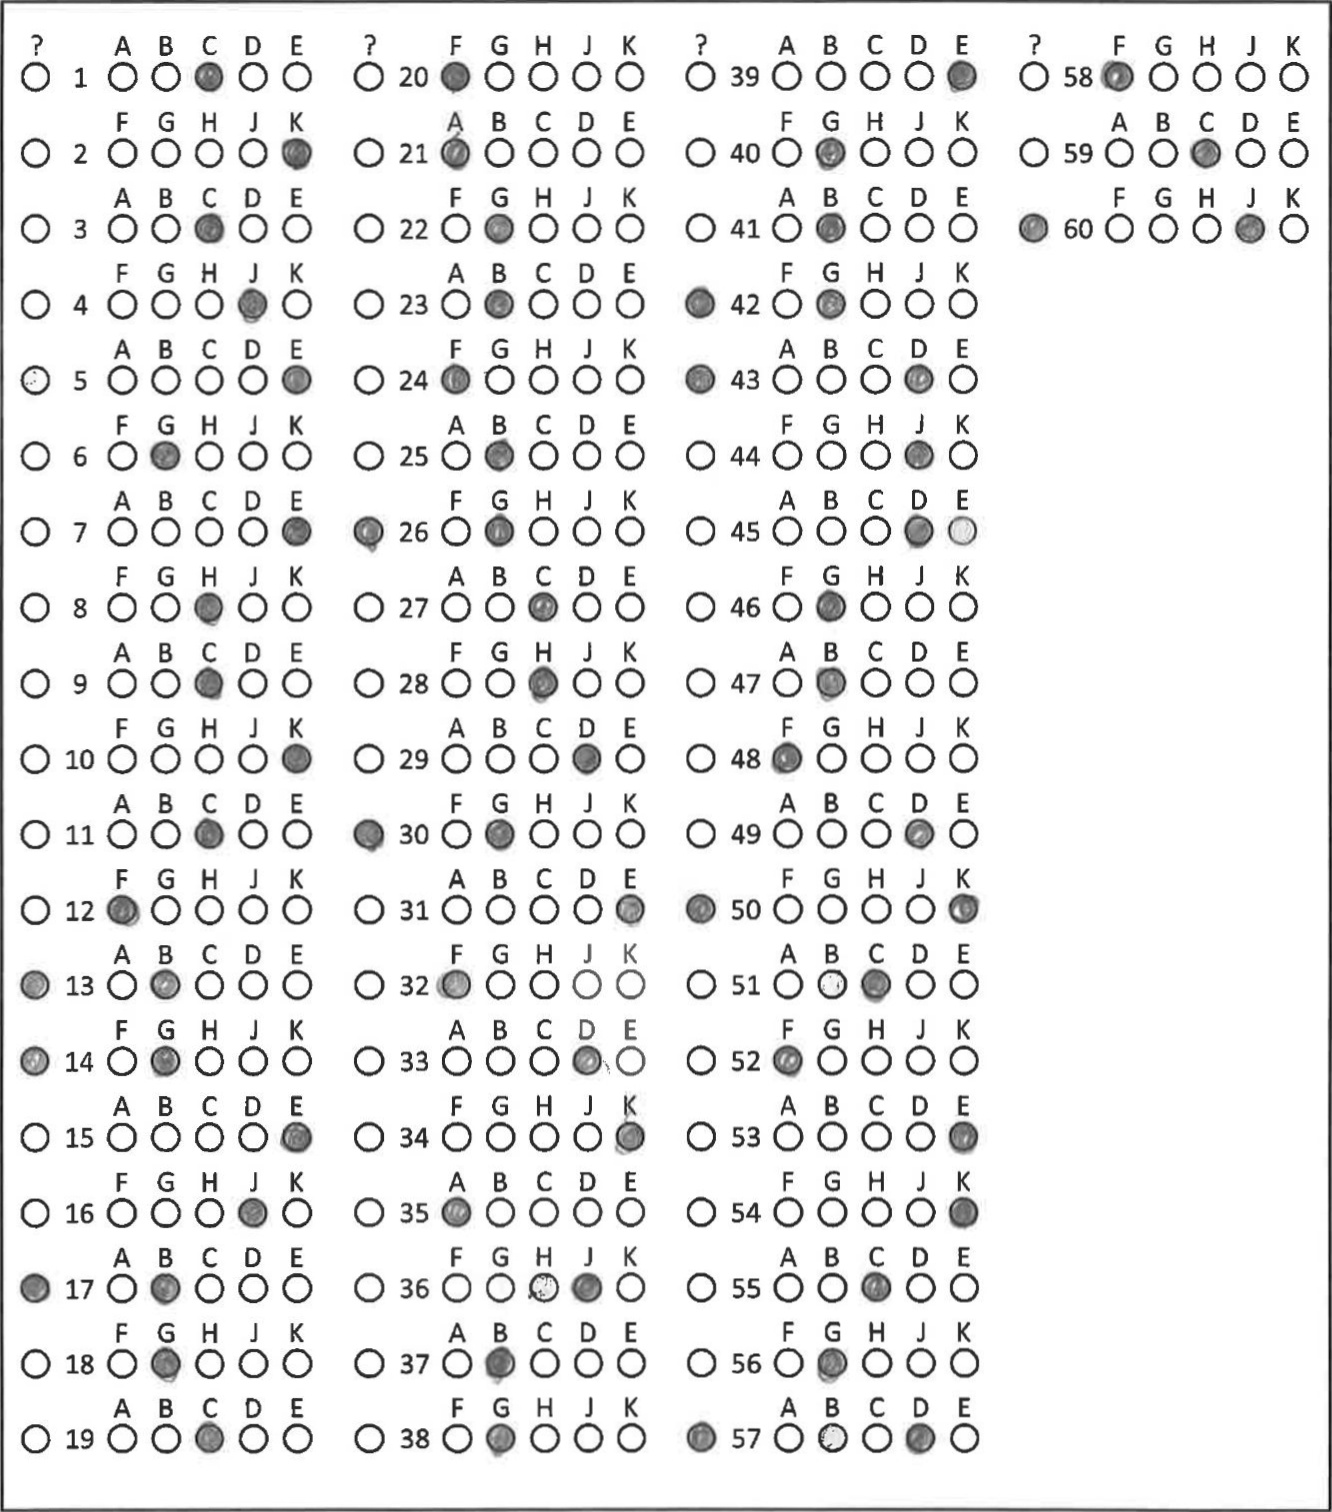 ? A B C D E ? F G H J K ? A B C D E ? F G H J K
1 20 39 58
F G H J K A B C D E F G H J K A B C D E
2 21 40 59
A B C D E F G H J K A B C D E F G H J K
3 22 41 60
F G H J K A B C D E F G H J K
4 23 42
A B C D E F G H J K A B C D E
5 24 43
F G H J K A B C D E F G H J K
6 25 44
A B C D E F G H J K A B C D E
7 26 45
F G H J K A B C D E F G H J K
8 27 46
A B C D E F G H J K A B C D E
9 28 47
F G H J K A B C D E F G H J K
10 29 48
A B C D E F G H J K A B C D E
11 30 49
F G H J K A B C D E F G H J K
12 31 50
A B C D E F G H J K A B C D E
13 32 51
F G H J K A B C D E F G H J K
14 33 52
A B C D E F G H J K A B C D E
15 34 53
F G H J K A B C D E F G H J K
16 35 54
A B C D E F G H J K A B C D E
17 36 55
F G H J K A B C D E F G H J K
18 37 56
A B C D E F G H J K A B C D E
19 38 57